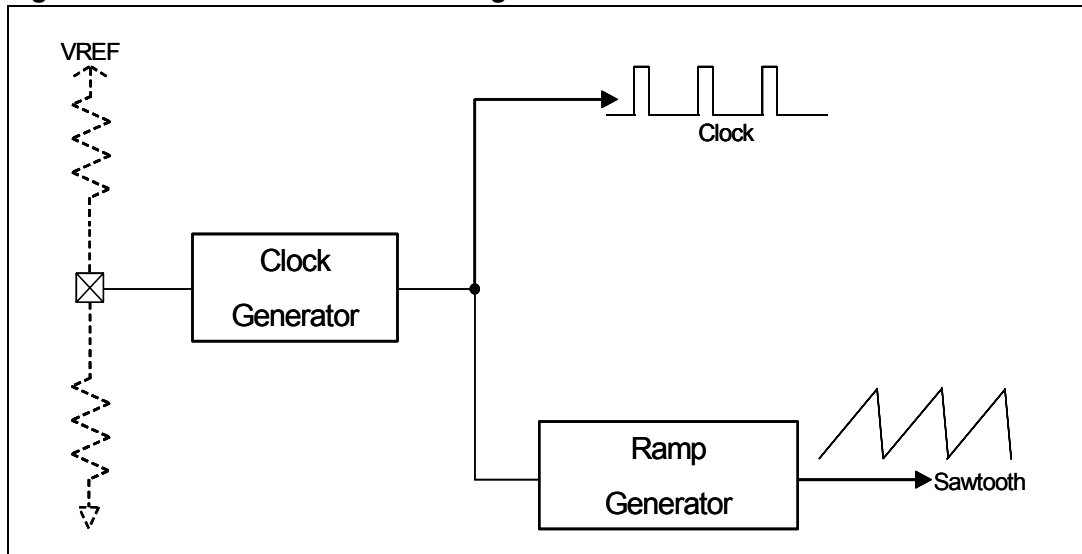 VREF
Clock
Clock
Generator
Ramp
Generator
Sawtooth